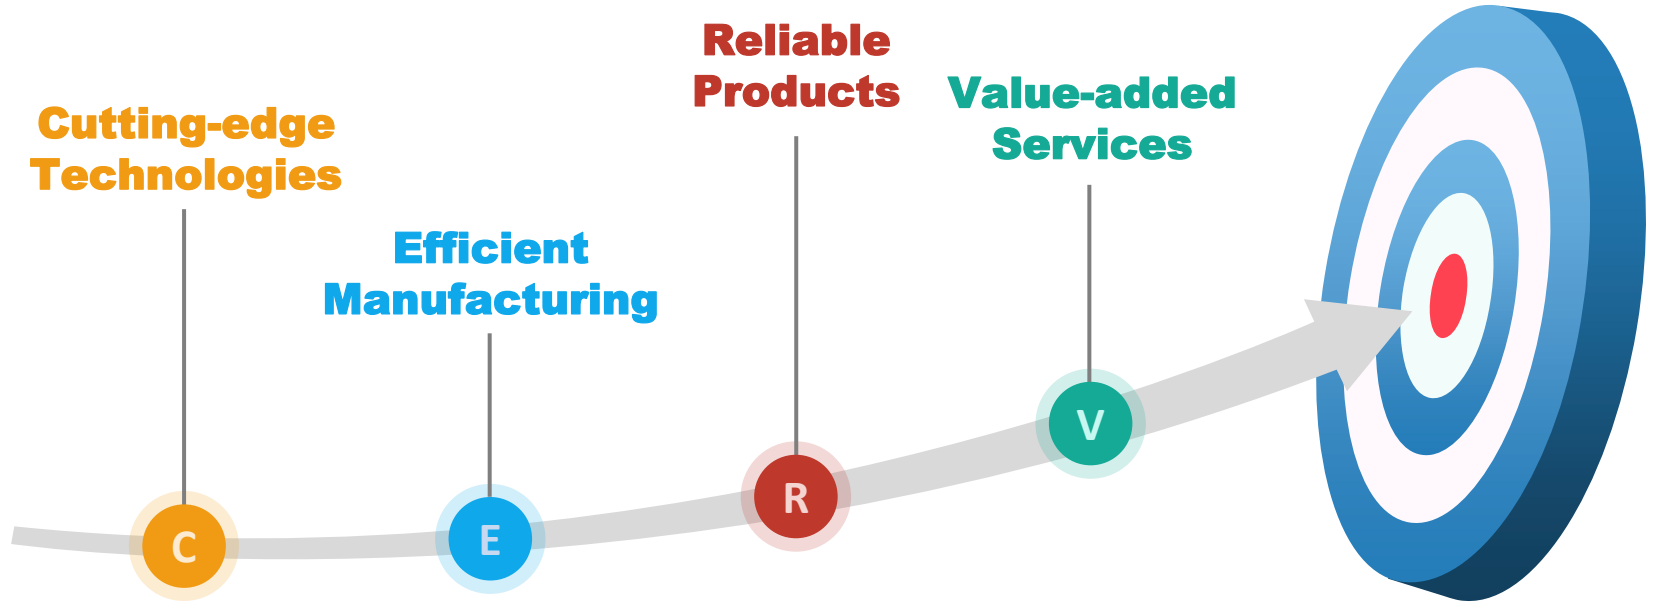 Cutting-edge
Technologies
Efficient
Manufacturing
Reliable
Products
Value-added
Services
C
E
R
V